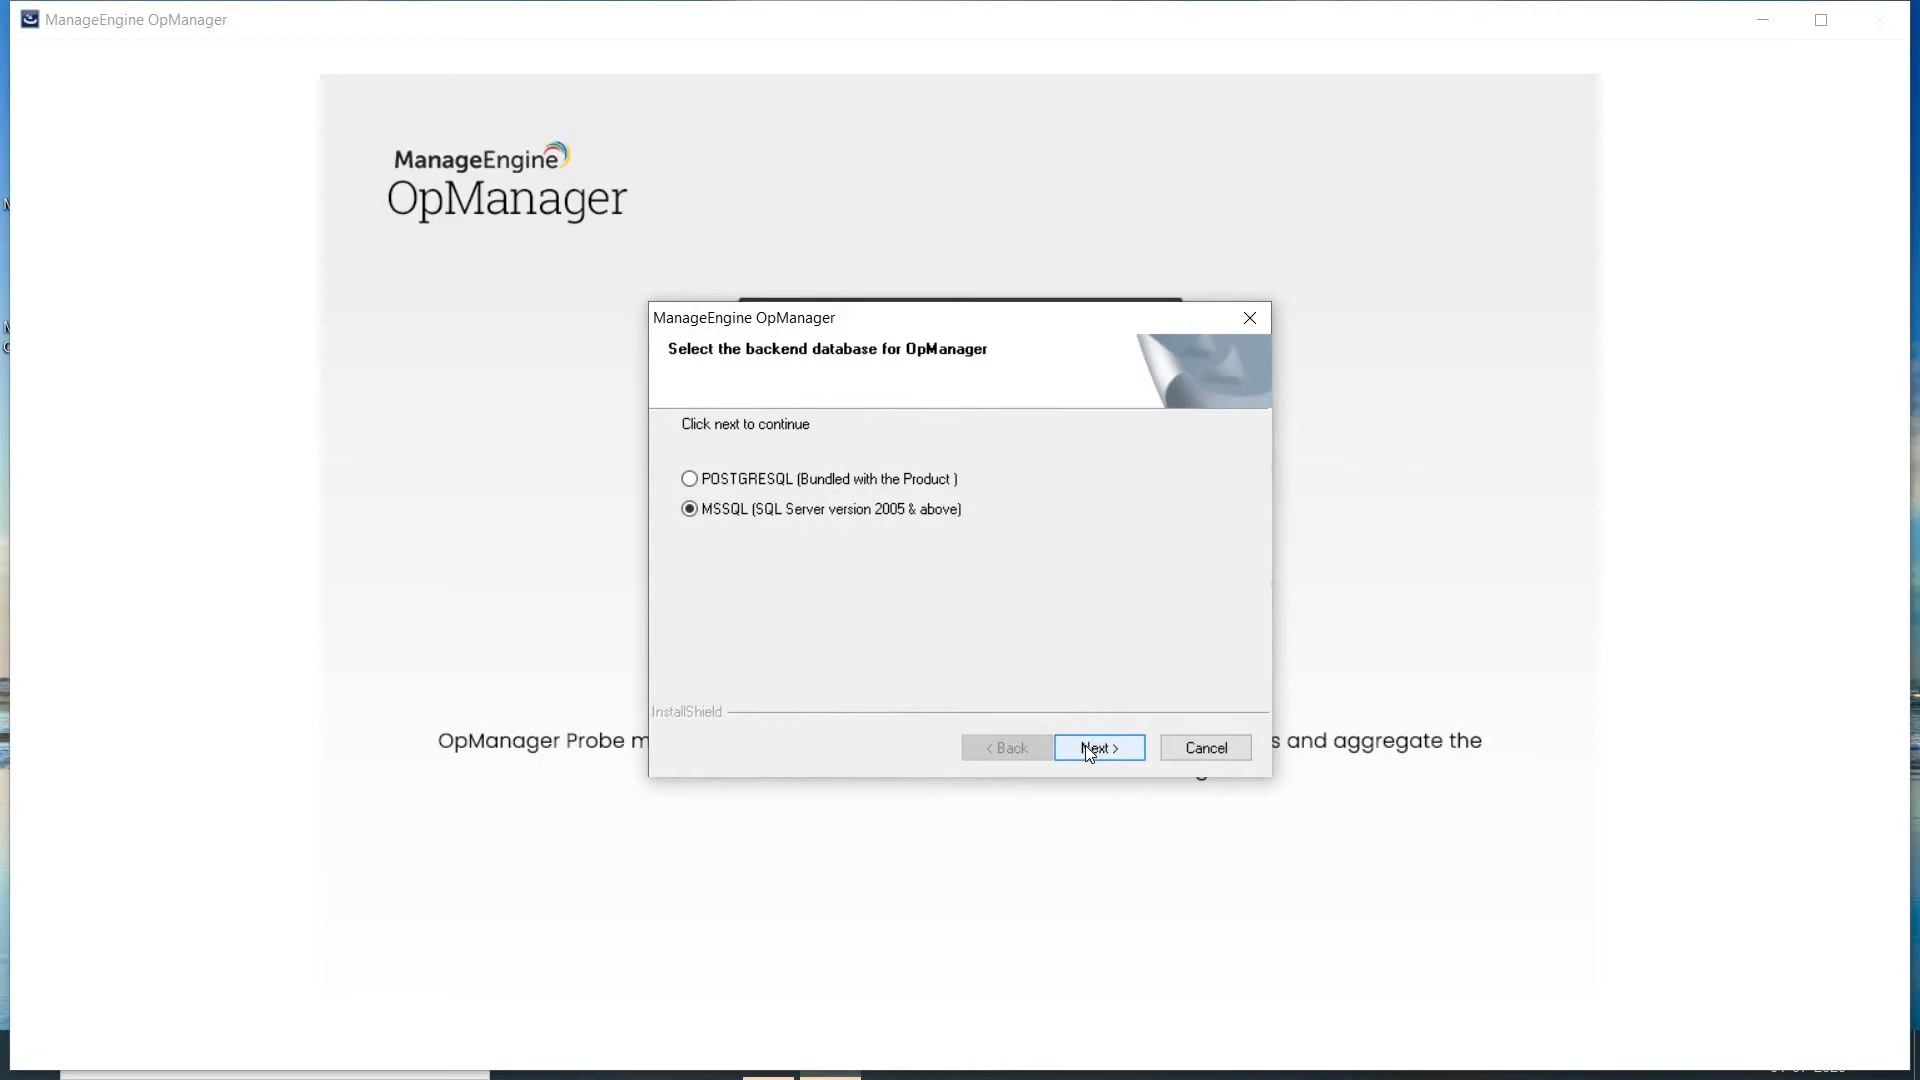 ManageEngine OpManager
ManageEngine
OpManager
ManageEngine OpManager
Select the backend database for OpManager
Click next to continue
POSTGRESQL (Bundled with the Product )
MSSQL (SQL Server version 2005 & above)
InstallShield
OpManager Probe
s and aggregate the
< Back
Next >
Cancel